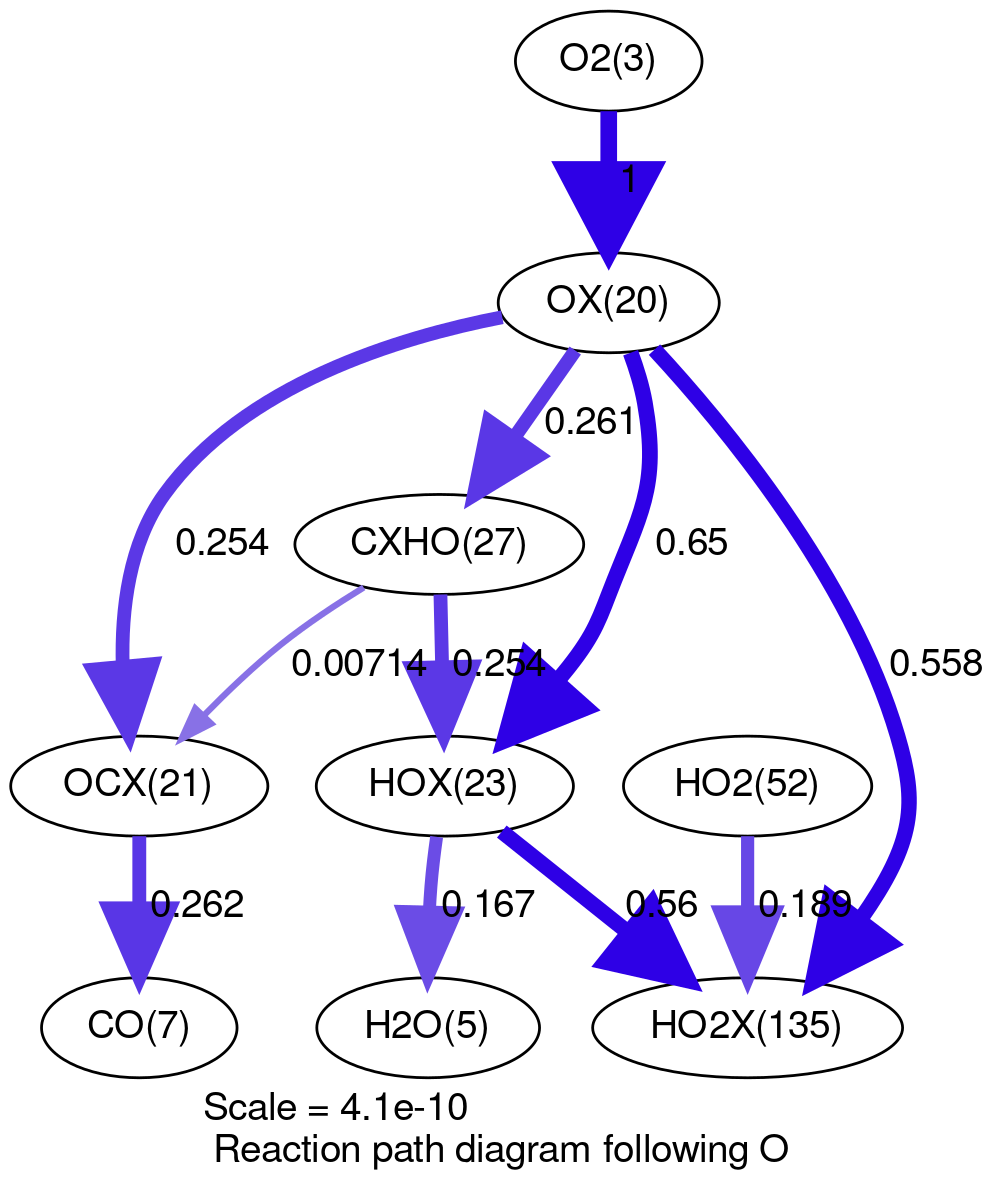 O2(3)
1
OX(20)
0.261
0.254
CXHO(27)
0.65
0.00714
0.254
0.558
OCX(21)
HOX(23)
HO2(52)
0.262
0.167
0.56
0.189
CO(7)
H2O(5)
HO2X(135)
Scale = 4.1e-10
Reaction path diagram following O